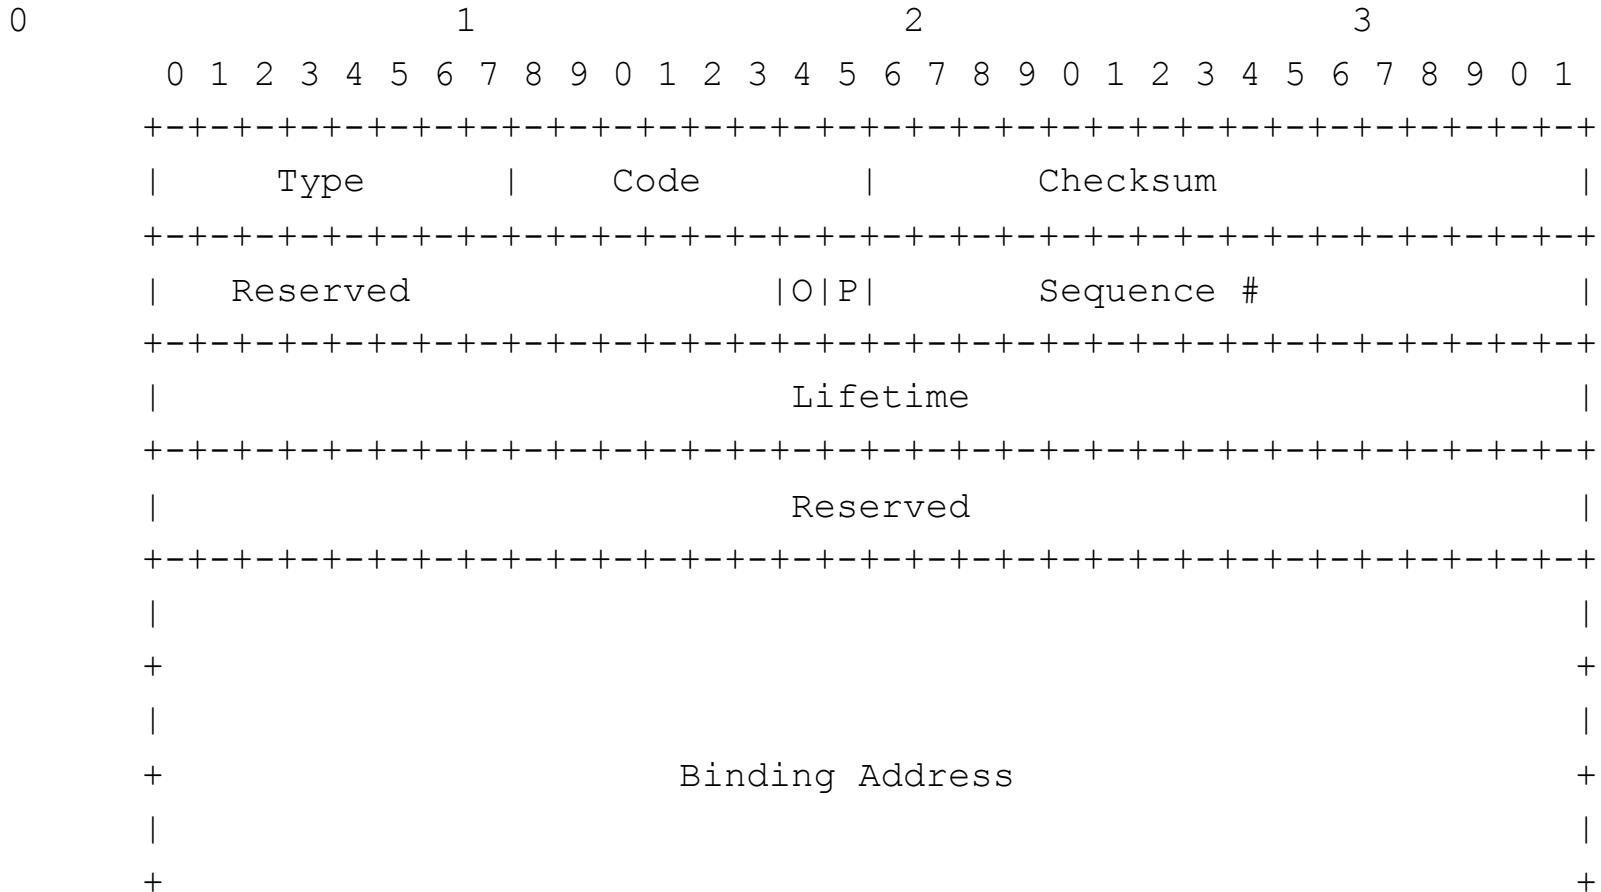 0                   1                   2                   3
       0 1 2 3 4 5 6 7 8 9 0 1 2 3 4 5 6 7 8 9 0 1 2 3 4 5 6 7 8 9 0 1
      +-+-+-+-+-+-+-+-+-+-+-+-+-+-+-+-+-+-+-+-+-+-+-+-+-+-+-+-+-+-+-+-+
      |     Type      |    Code       |       Checksum                |
      +-+-+-+-+-+-+-+-+-+-+-+-+-+-+-+-+-+-+-+-+-+-+-+-+-+-+-+-+-+-+-+-+
      |   Reserved                |O|P|       Sequence #              |
      +-+-+-+-+-+-+-+-+-+-+-+-+-+-+-+-+-+-+-+-+-+-+-+-+-+-+-+-+-+-+-+-+
      |                            Lifetime                           |
      +-+-+-+-+-+-+-+-+-+-+-+-+-+-+-+-+-+-+-+-+-+-+-+-+-+-+-+-+-+-+-+-+
      |                            Reserved                           |
      +-+-+-+-+-+-+-+-+-+-+-+-+-+-+-+-+-+-+-+-+-+-+-+-+-+-+-+-+-+-+-+-+
      |                                                               |
      +                                                               +
      |                                                               |
      +                       Binding Address                         +
      |                                                               |
      +                                                               +